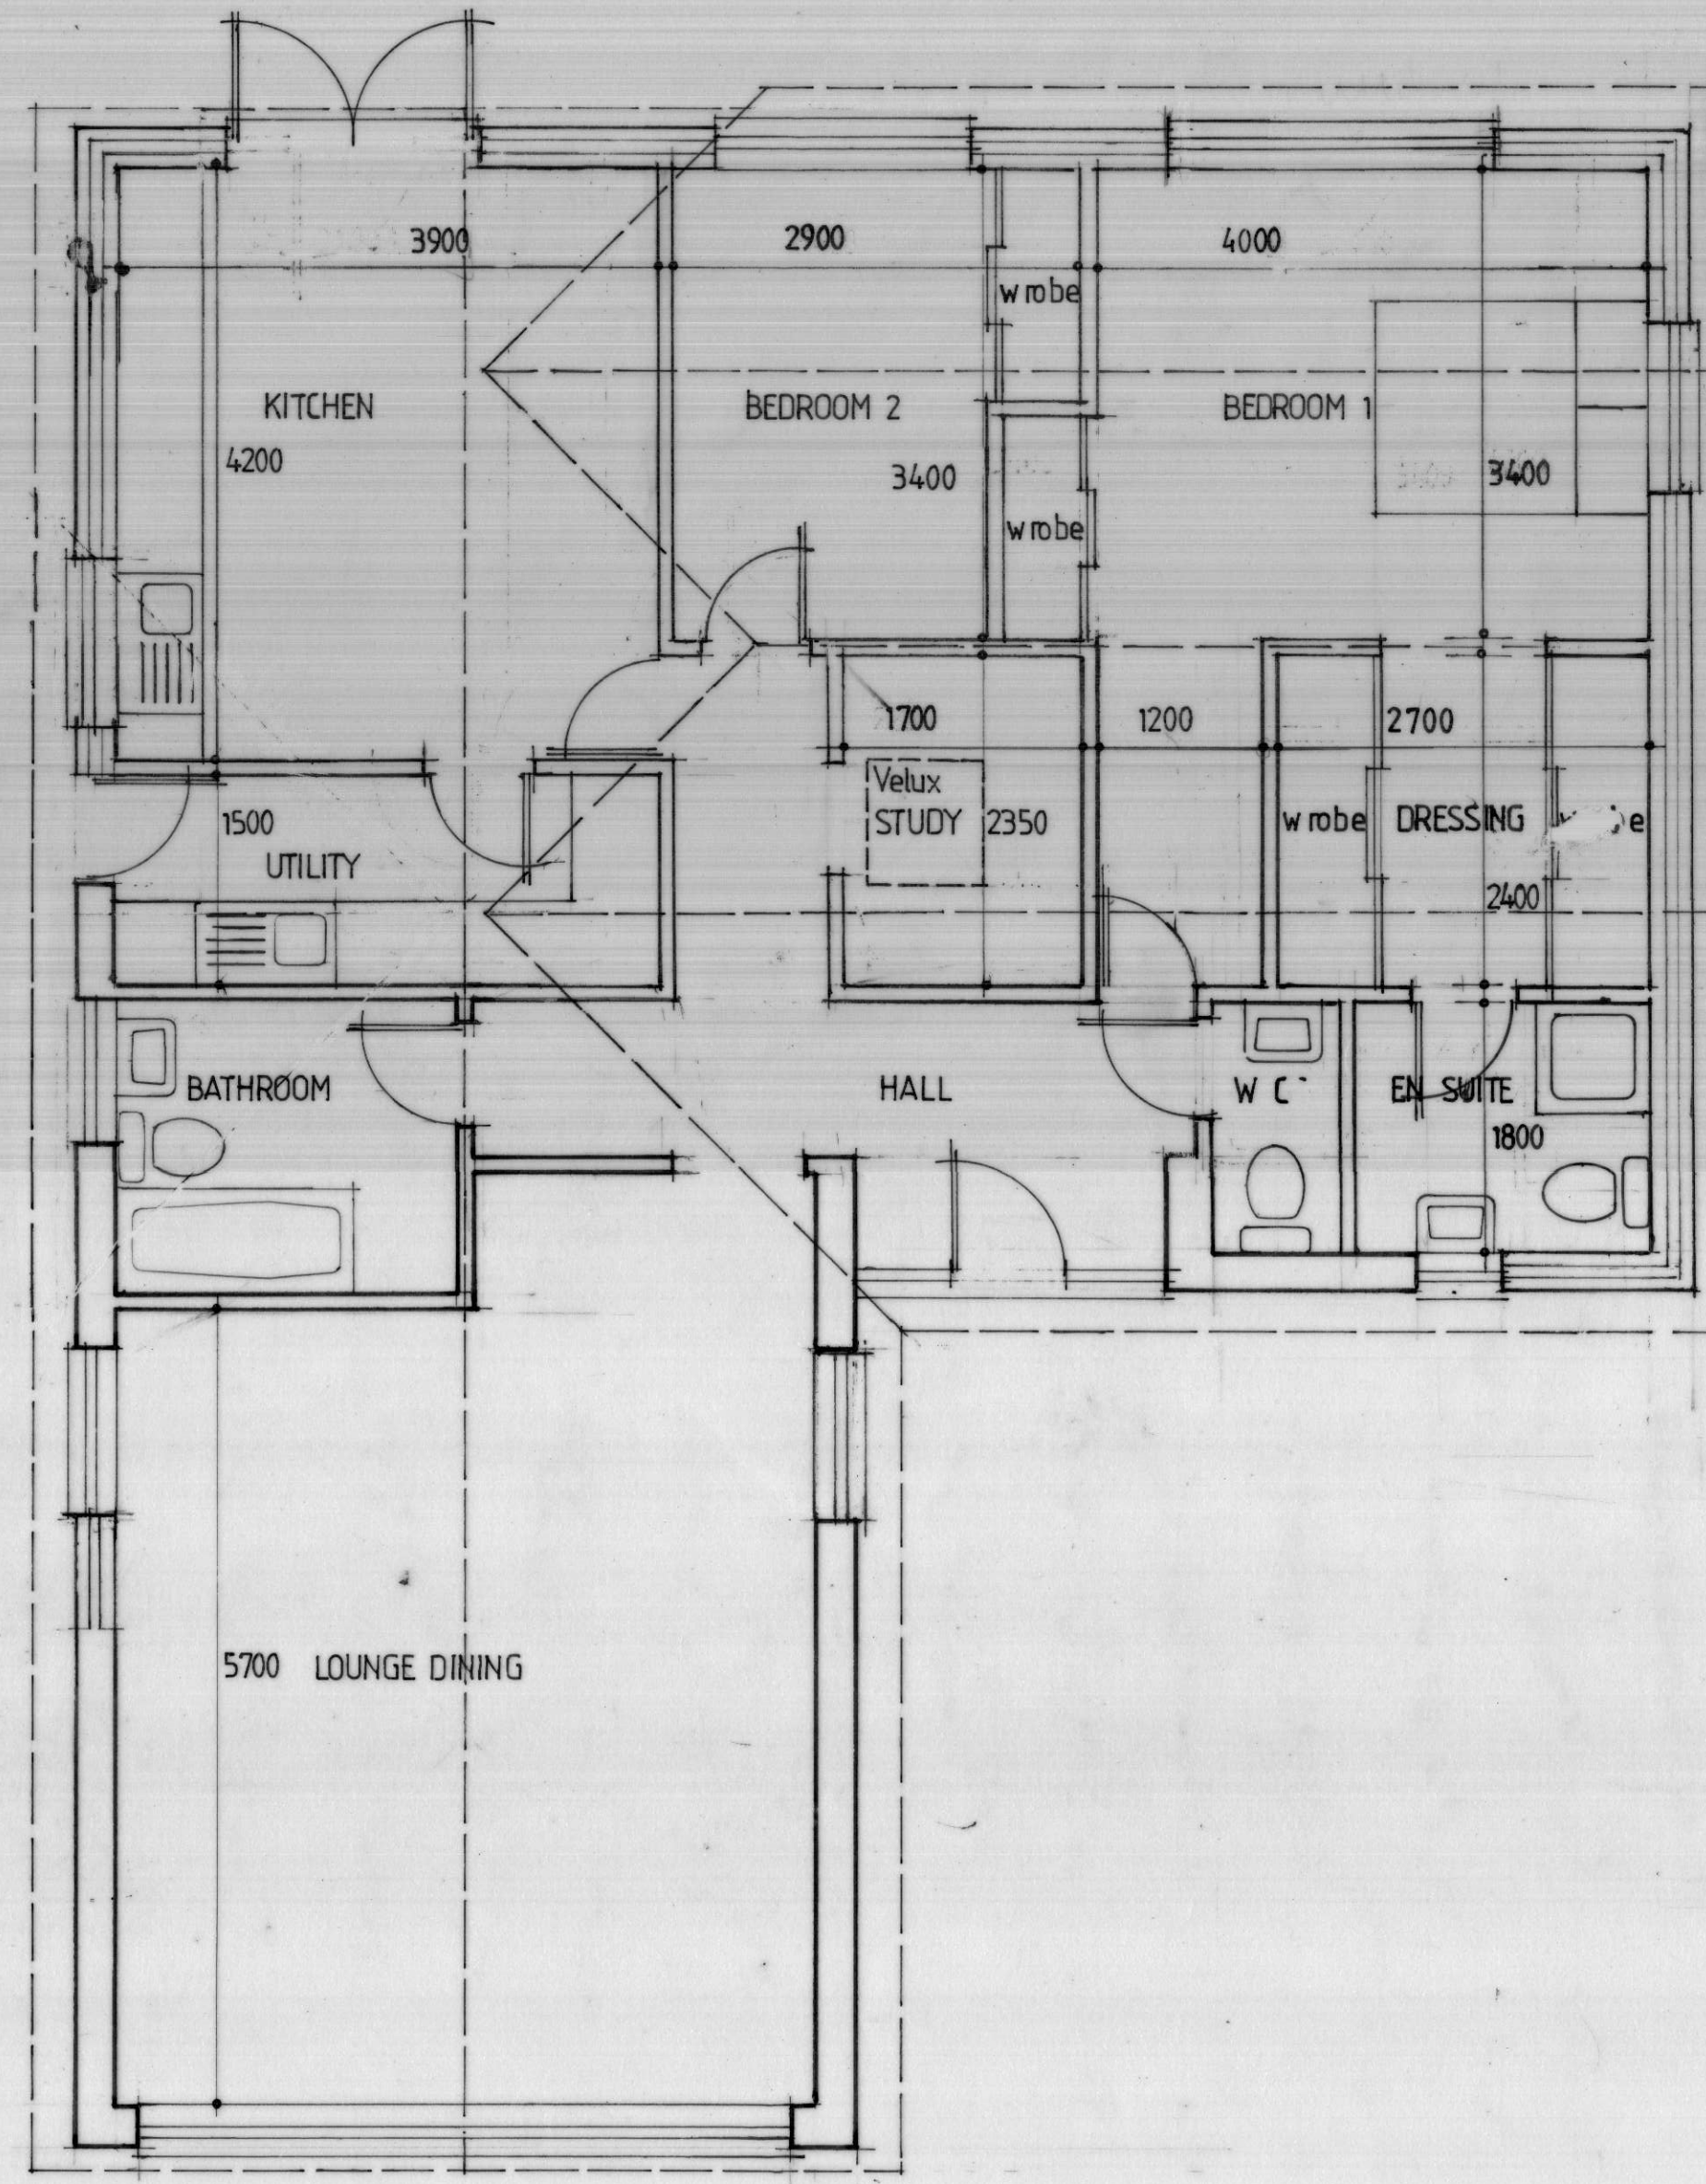 3900
2900
4000
w robe
KITCHEN
BEDROOM 2
BEDROOM 1
4200
3400
3400
w robe
1700
1200
2700
Velux
STUDY
2350
1500
UTILITY
w robe
DRESSING
2400
BATHROOM
HALL
W C
EN SUITE
1800
5700 LOUNGE DINING